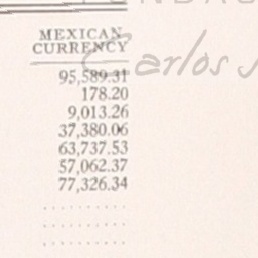 FUNDAC
MEXICAN
CURRENCY
Carlos S
95,589.31
178.20
9,013.26
37,380.06
63,737.53
57,062.37
77,326.34
. . . . . . . . . .
. . . . . . . . . .
. . . . . . . . . .